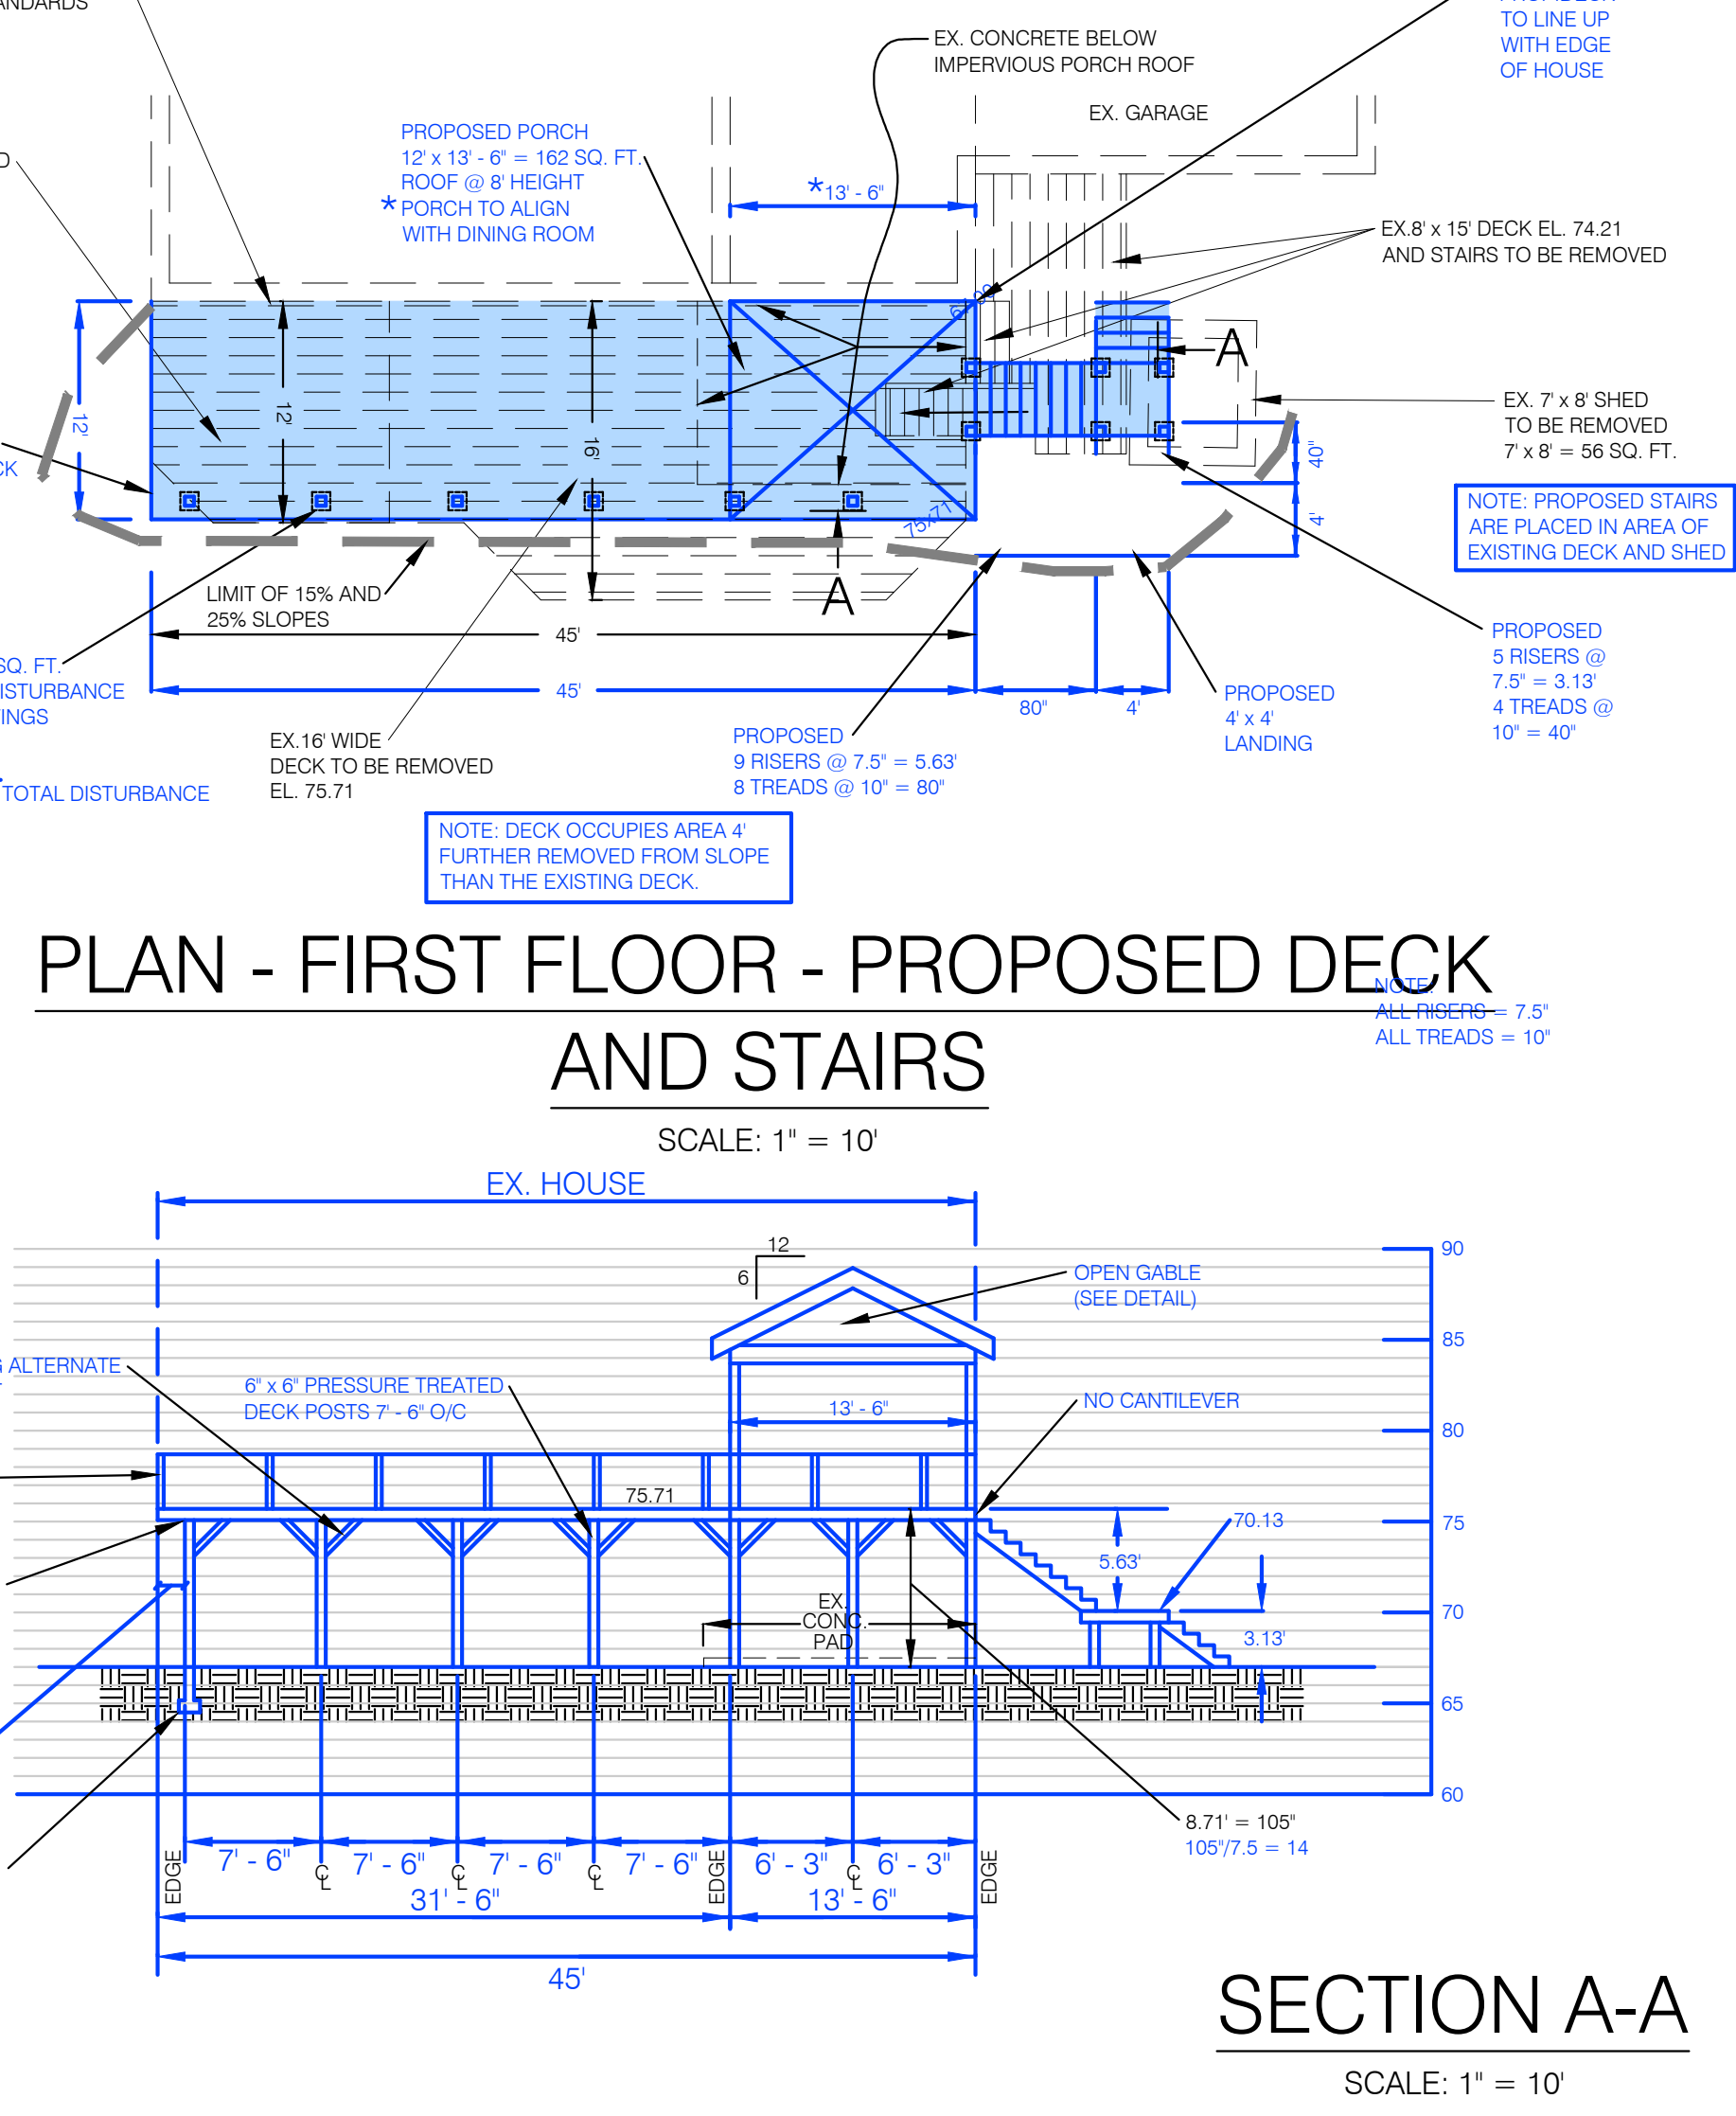 EX. CONCRETE BELOW
IMPERVIOUS PORCH ROOF
TO LINE UP
WITH EDGE
OF HOUSE
EX. GARAGE
PROPOSED PORCH
12' x 13' - 6" = 162 SQ. FT.
ROOF @ 8' HEIGHT
* PORCH TO ALIGN
WITH DINING ROOM
*13' - 6"
EX.8' x 15' DECK EL. 74.21
AND STAIRS TO BE REMOVED
12'
12'
16'
A
EX. 7' x 8' SHED
TO BE REMOVED
7' x 8' = 56 SQ. FT.
40"
4'
75x71
NOTE: PROPOSED STAIRS
ARE PLACED IN AREA OF
EXISTING DECK AND SHED
LIMIT OF 15% AND
25% SLOPES
A
45'
45'
80"
4'
SQ. FT.
TOTAL DISTURBANCE
EX.16' WIDE
DECK TO BE REMOVED
EL. 75.71
PROPOSED
9 RISERS @ 7.5" = 5.63'
8 TREADS @ 10" = 80"
PROPOSED
4' x 4'
LANDING
PROPOSED
5 RISERS @
7.5" = 3.13'
4 TREADS @
10" = 40"
NOTE: DECK OCCUPIES AREA 4'
FURTHER REMOVED FROM SLOPE
THAN THE EXISTING DECK.
PLAN - FIRST FLOOR - PROPOSED DECK
AND STAIRS
SCALE: 1" = 10'
NOTE:
ALL RISERS = 7.5"
ALL TREADS = 10"
EX. HOUSE
12
6
OPEN GABLE
(SEE DETAIL)
90
85
80
75
70
65
60
ALTERNATE
6" x 6" PRESSURE TREATED
DECK POSTS 7' - 6" O/C
13' - 6"
NO CANTILEVER
75.71
70.13
5.63'
3.13'
EX.
CONC.
PAD
8.71' = 105"
105"/7.5 = 14
EDGE
7' - 6"
7' - 6"
7' - 6"
7' - 6"
EDGE
6' - 3"
6' - 3"
EDGE
31' - 6"
13' - 6"
45'
SECTION A-A
SCALE: 1" = 10'